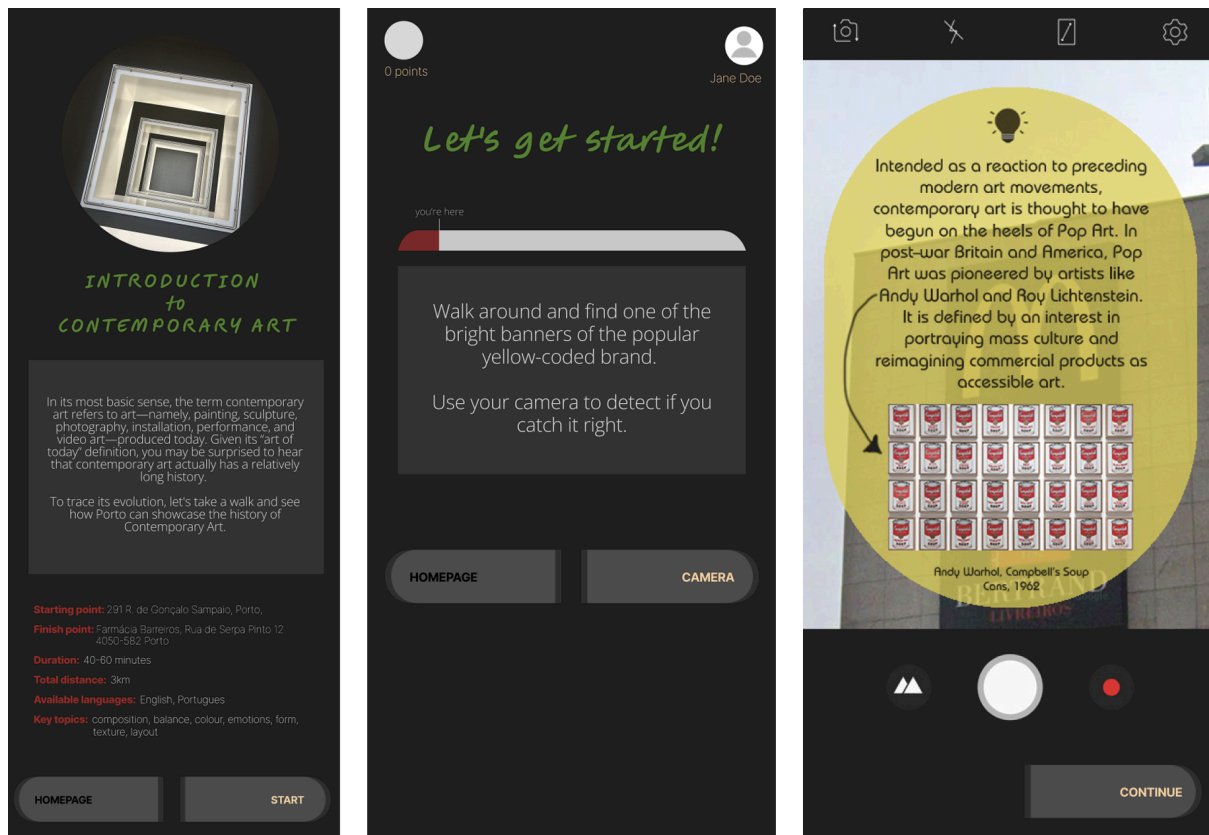 INTRODUCTION
to
CONTEMPORARY ART
In its most basic sense, the term contemporary
art refers to art—namely, painting, sculpture,
photography, installation, performance, and
video art—produced today. Given its “art of
today” definition, you may be surprised to hear
that contemporary art actually has a relatively
long history.
To trace its evolution, let's take a walk and see
how Porto can showcase the history of
Contemporary Art.
Starting point: 291 R. de Gonçalo Sampaio, Porto,
Finish point: Farmácia Barreiros, Rua de Serpa Pinto 12
4050-582 Porto
Duration: 40-60 minutes
Total distance: 3km
Available languages: English, Portugues
Key topics: composition, balance, colour, emotions, form,
texture, layout
HOMEPAGE
START
0 points
Jane Doe
Let's get started!
you're here
Walk around and find one of the
bright banners of the popular
yellow-coded brand.
Use your camera to detect if you
catch it right.
HOMEPAGE
CAMERA
Intended as a reaction to preceding
modern art movements,
contemporary art is thought to have
begun on the heels of Pop Art. In
post-war Britain and America, Pop
Art was pioneered by artists like
Andy Warhol and Roy Lichtenstein.
It is defined by an interest in
portraying mass culture and
reimagining commercial products as
accessible art.
Andy Warhol, Campbell's Soup
Cans, 1962
BERTRAND
LIVREIROS
CONTINUE